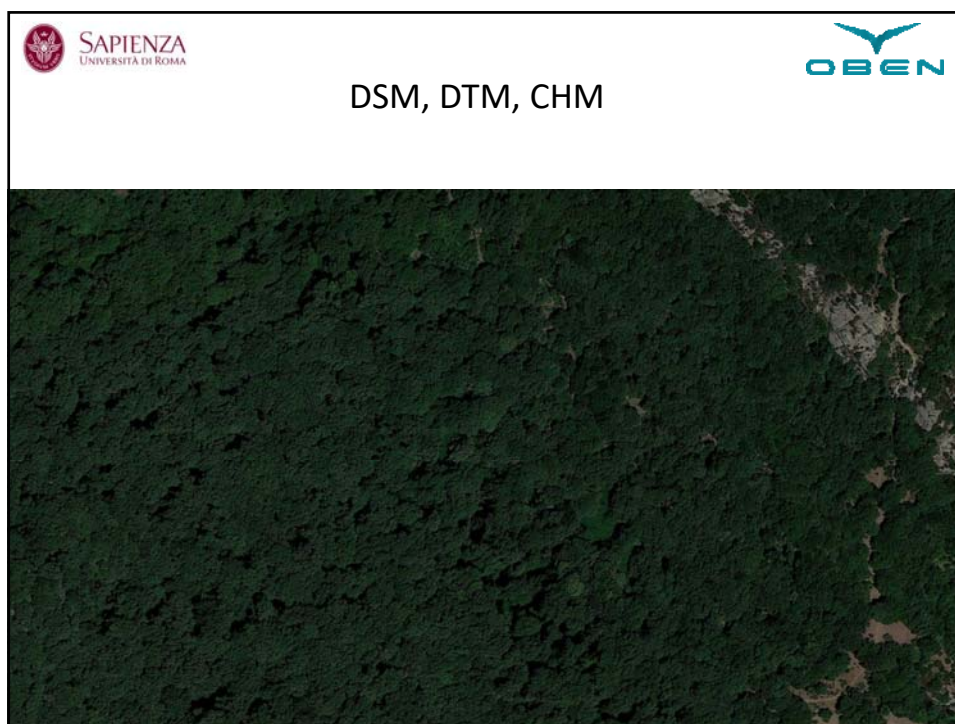 SAPIENZA
UNIVERSITÀ DI ROMA
OBEN
DSM, DTM, CHM